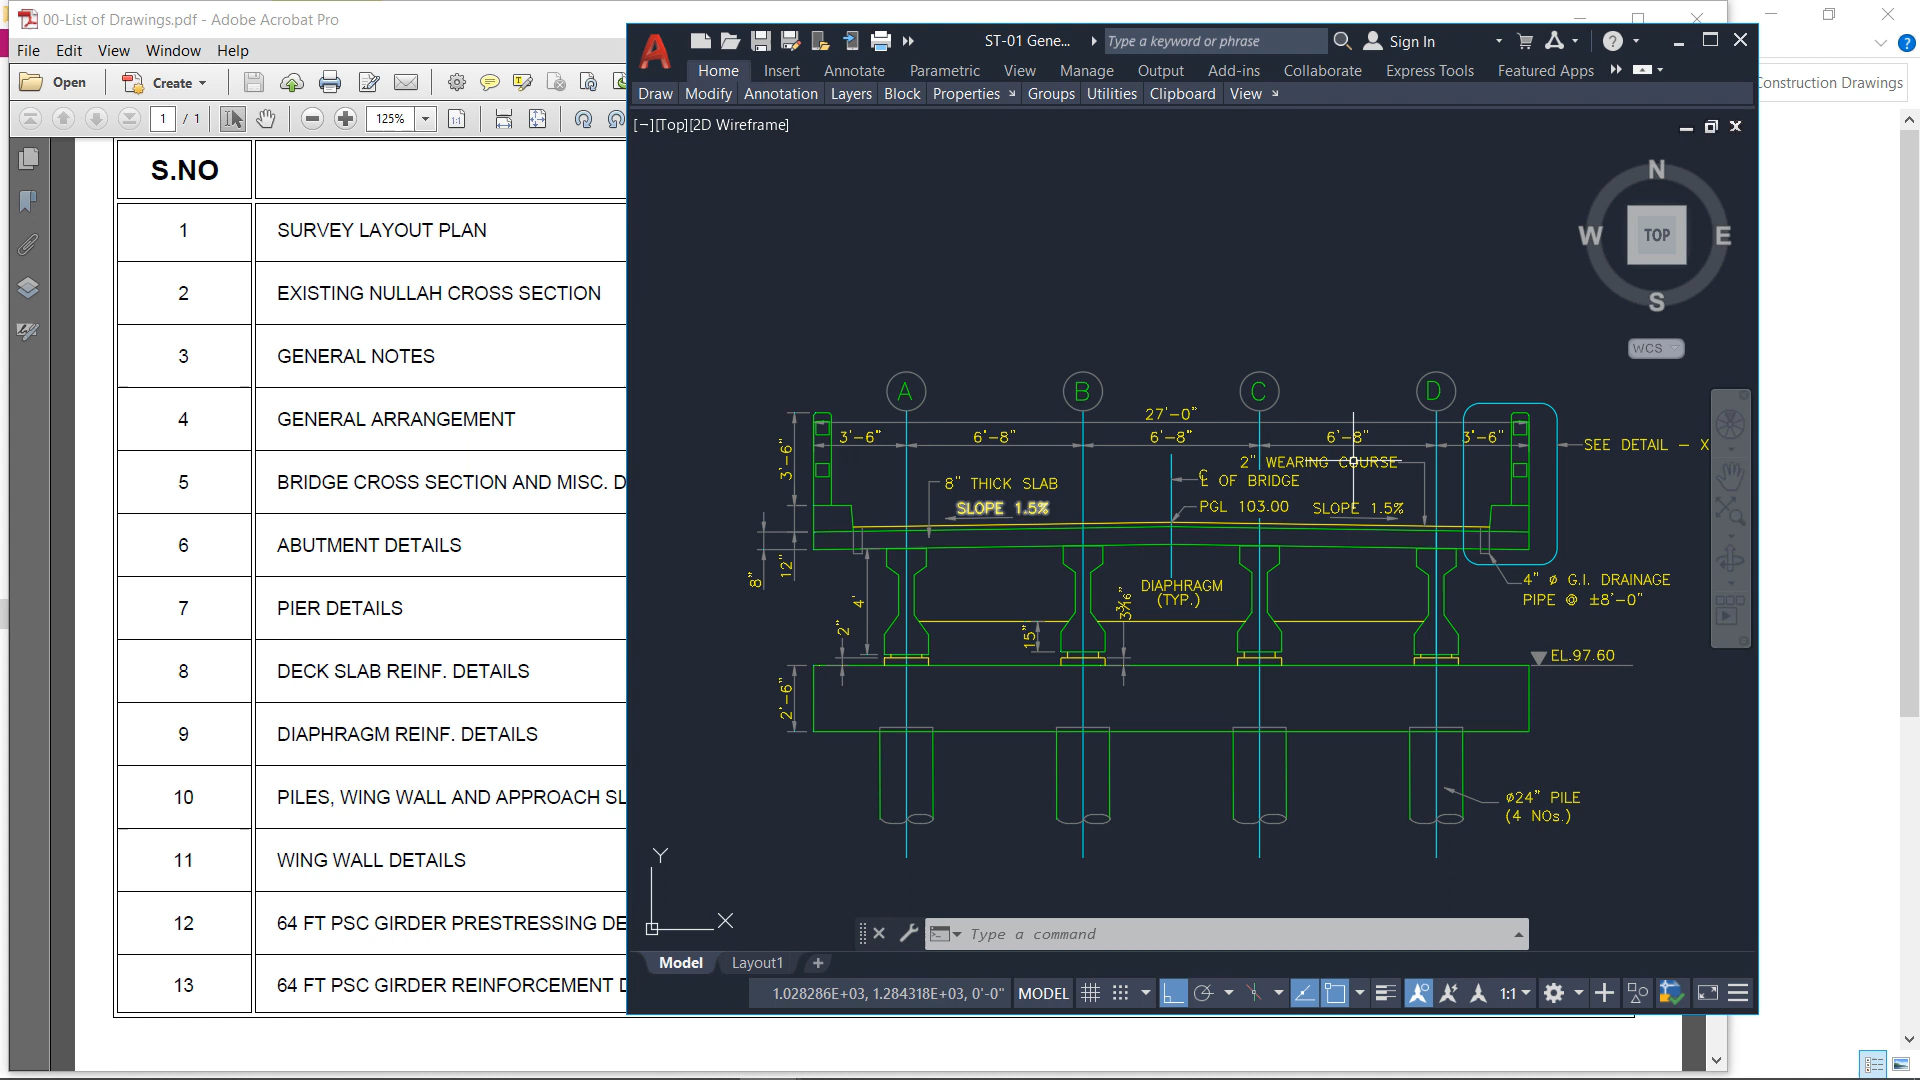 00-List of Drawings.pdf - Adobe Acrobat Pro
File Edit View Window Help
Open Create
1 / 1 125%
S.NO
1 SURVEY LAYOUT PLAN
2 EXISTING NULLAH CROSS SECTION
3 GENERAL NOTES
4 GENERAL ARRANGEMENT
5 BRIDGE CROSS SECTION AND MISC. D
6 ABUTMENT DETAILS
7 PIER DETAILS
8 DECK SLAB REINF. DETAILS
9 DIAPHRAGM REINF. DETAILS
10 PILES, WING WALL AND APPROACH SL
11 WING WALL DETAILS
12 64 FT PSC GIRDER PRESTRESSING DE
13 64 FT PSC GIRDER REINFORCEMENT D
A ST-01 Gene... Type a keyword or phrase Sign In
Home Insert Annotate Parametric View Manage Output Add-ins Collaborate Express Tools Featured Apps
Draw Modify Annotation Layers Block Properties Groups Utilities Clipboard View
[−][Top][2D Wireframe]
N
W TOP E
S
WCS
A B C D
27'-0"
3'-6" 6'-8" 6'-8" 6'-8" 3'-6"
SEE DETAIL - X
3'-6"
2" WEARING COURSE
8" THICK SLAB
℄ OF BRIDGE
SLOPE 1.5%
PGL 103.00
SLOPE 1.5%
8"
12"
4'
2"
15"
DIAPHRAGM
(TYP.)
4" ø G.I. DRAINAGE
PIPE @ ±8'-0"
EL.97.60
2'-6"
ø24" PILE
(4 NOs.)
Y
X
Type a command
Model Layout1 +
1.028286E+03, 1.284318E+03, 0'-0" MODEL 1:1
Construction Drawings